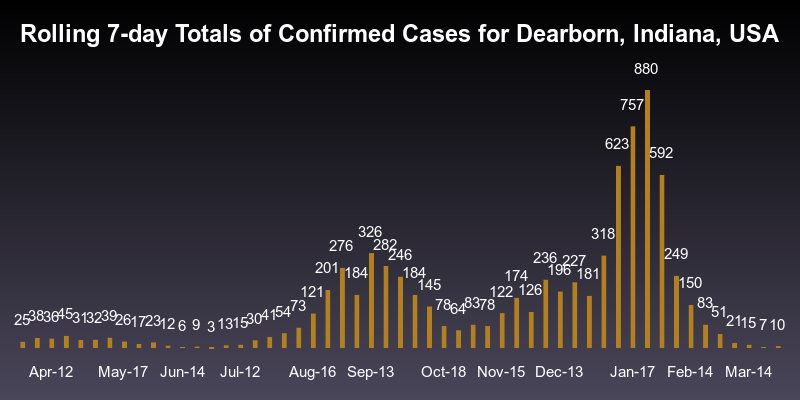 Rolling 7-day Totals of Confirmed Cases for Dearborn, Indiana, USA
25 38 36 45 31 32 39 26 17 23 12 6 9 3 13 15 30 41 54 73 121 201 276 184 326 282 246 184 145 78 64 83 78 122 174 126 236 196 227 181 318 623 757 880 592 249 150 83 51 21 15 7 10
Apr-12 May-17 Jun-14 Jul-12 Aug-16 Sep-13 Oct-18 Nov-15 Dec-13 Jan-17 Feb-14 Mar-14